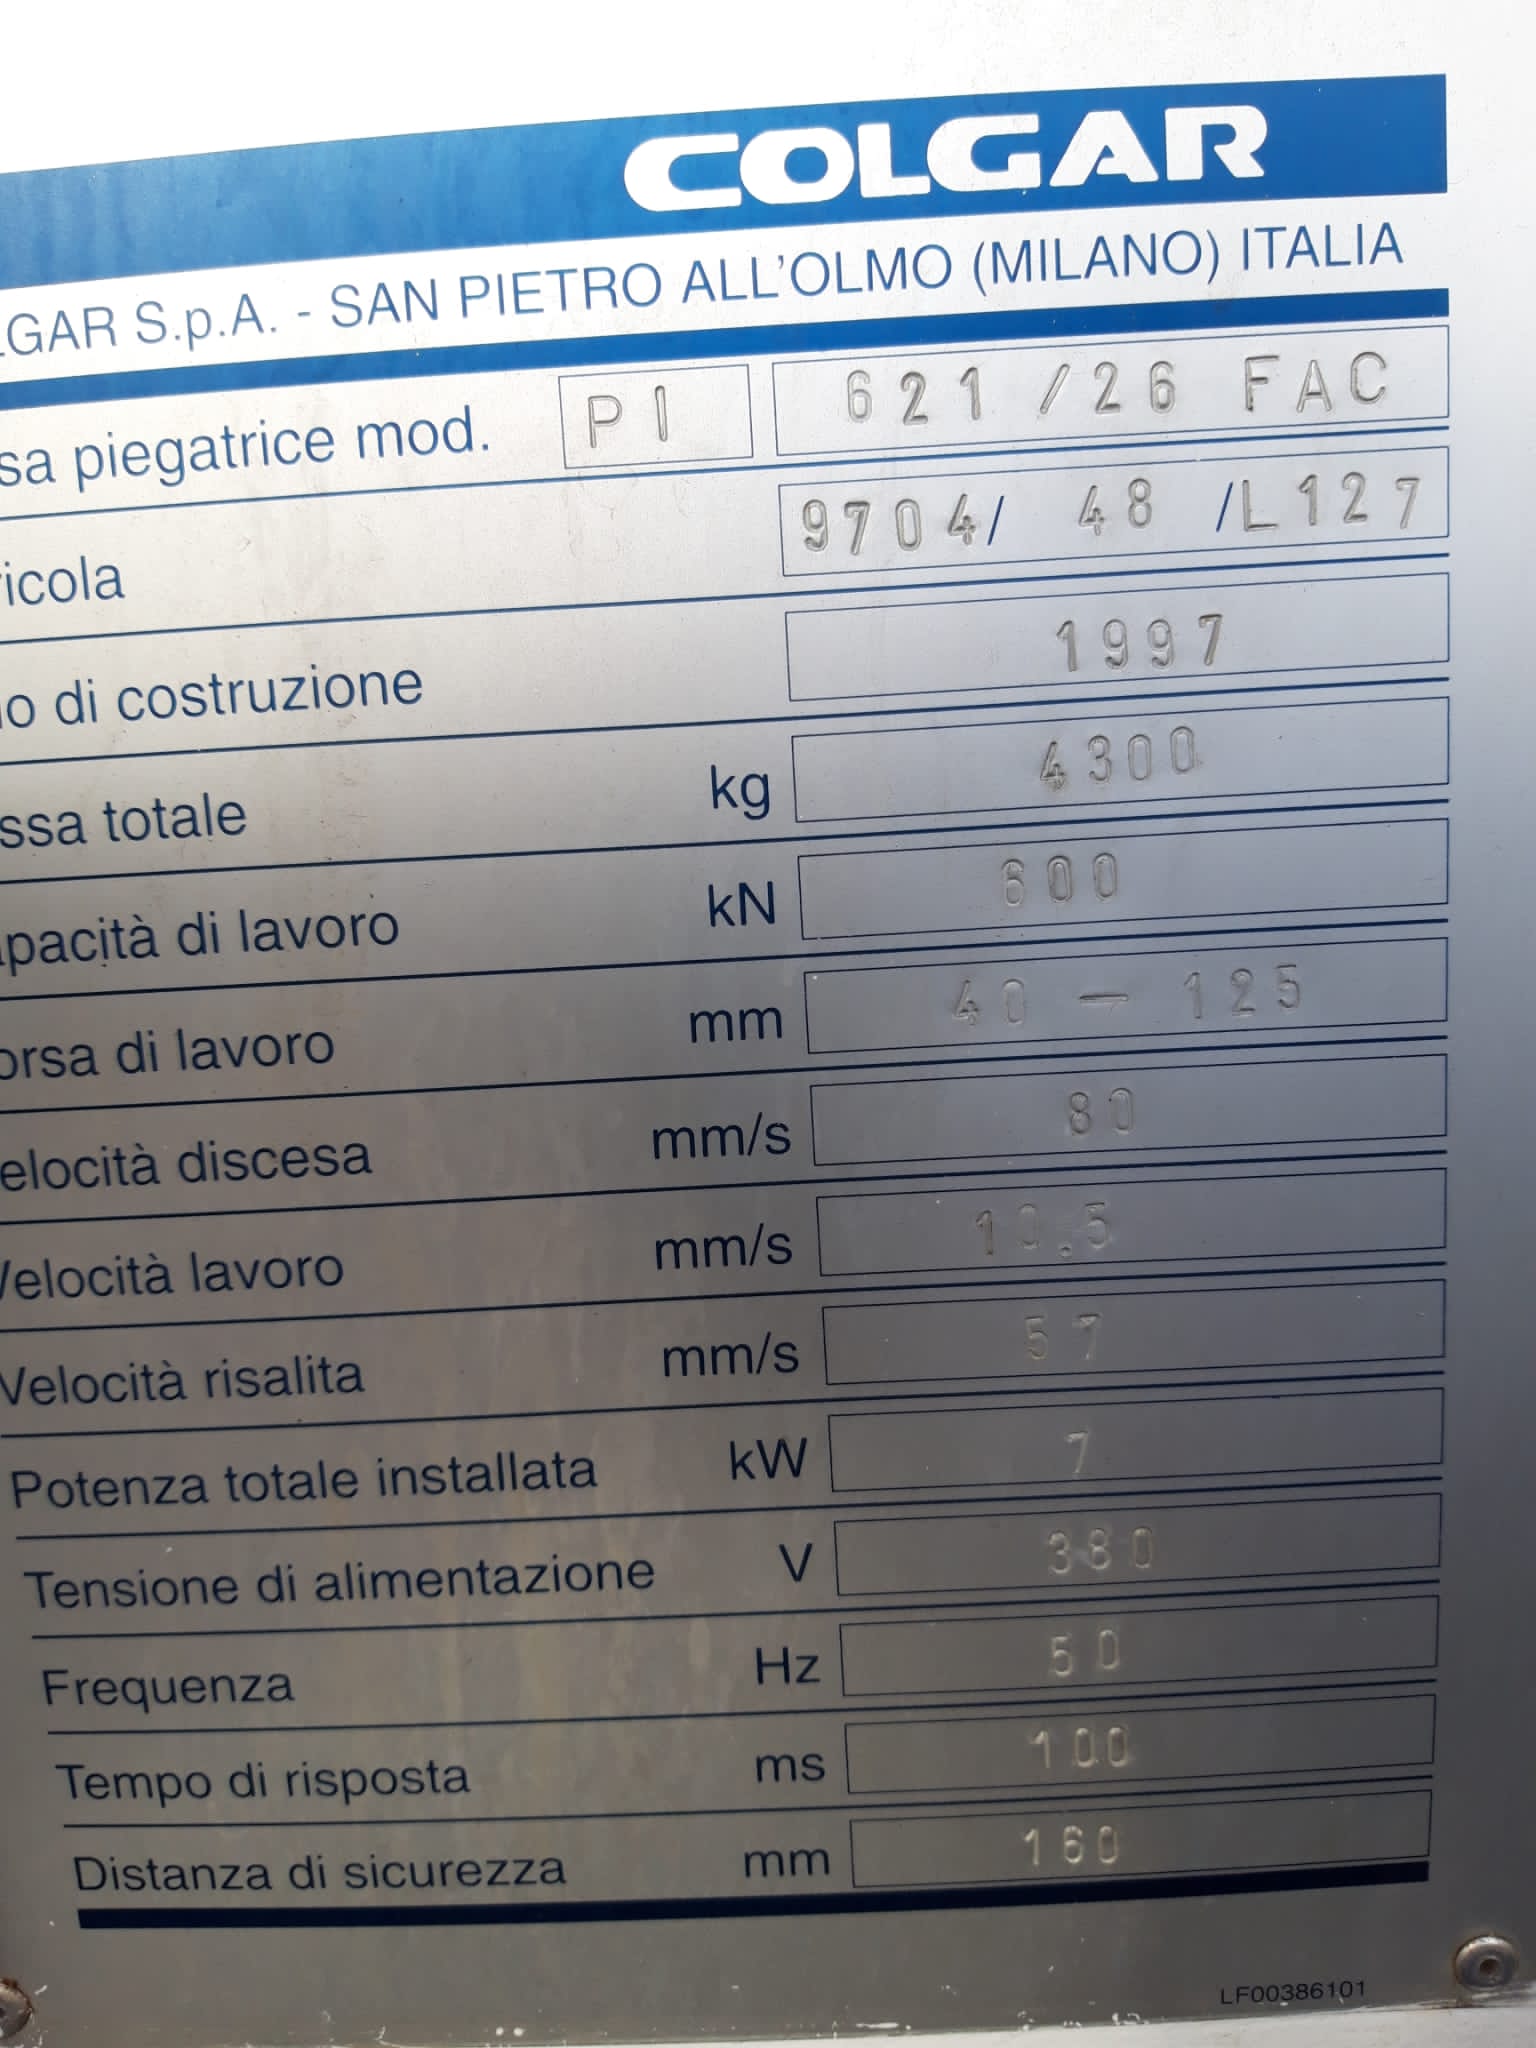 COLGAR
LGAR S.p.A. - SAN PIETRO ALL'OLMO (MILANO) ITALIA
sa piegatrice mod. PI 621/26 FAC
ricola 9704/ 48 /L127
no di costruzione 1997
ssa totale kg 4300
apacità di lavoro kN 600
orsa di lavoro mm 40 - 125
elocità discesa mm/s 80
Velocità lavoro mm/s 10.5
Velocità risalita mm/s 57
Potenza totale installata kW 7
Tensione di alimentazione V 380
Frequenza Hz 50
Tempo di risposta ms 100
Distanza di sicurezza mm 160
LF00386101